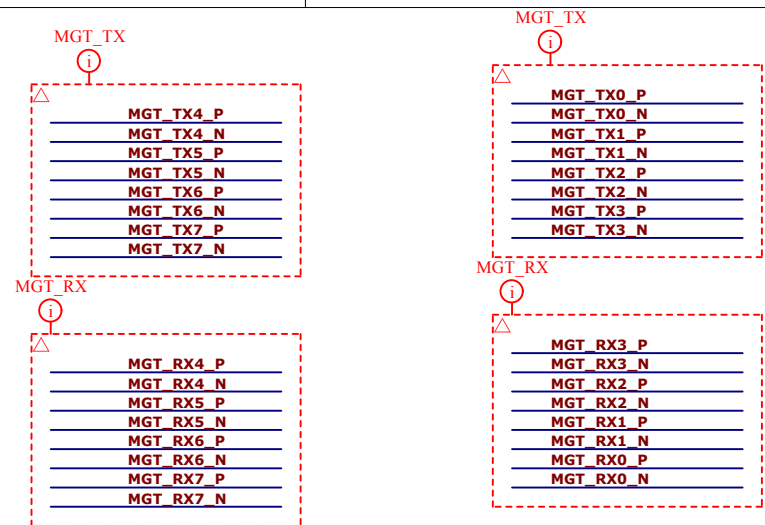 MGT_TX
i
MGT_TX4_P
MGT_TX4_N
MGT_TX5_P
MGT_TX5_N
MGT_TX6_P
MGT_TX6_N
MGT_TX7_P
MGT_TX7_N
MGT_RX
i
MGT_RX4_P
MGT_RX4_N
MGT_RX5_P
MGT_RX5_N
MGT_RX6_P
MGT_RX6_N
MGT_RX7_P
MGT_RX7_N
MGT_TX
i
MGT_TX0_P
MGT_TX0_N
MGT_TX1_P
MGT_TX1_N
MGT_TX2_P
MGT_TX2_N
MGT_TX3_P
MGT_TX3_N
MGT_RX
i
MGT_RX3_P
MGT_RX3_N
MGT_RX2_P
MGT_RX2_N
MGT_RX1_P
MGT_RX1_N
MGT_RX0_P
MGT_RX0_N